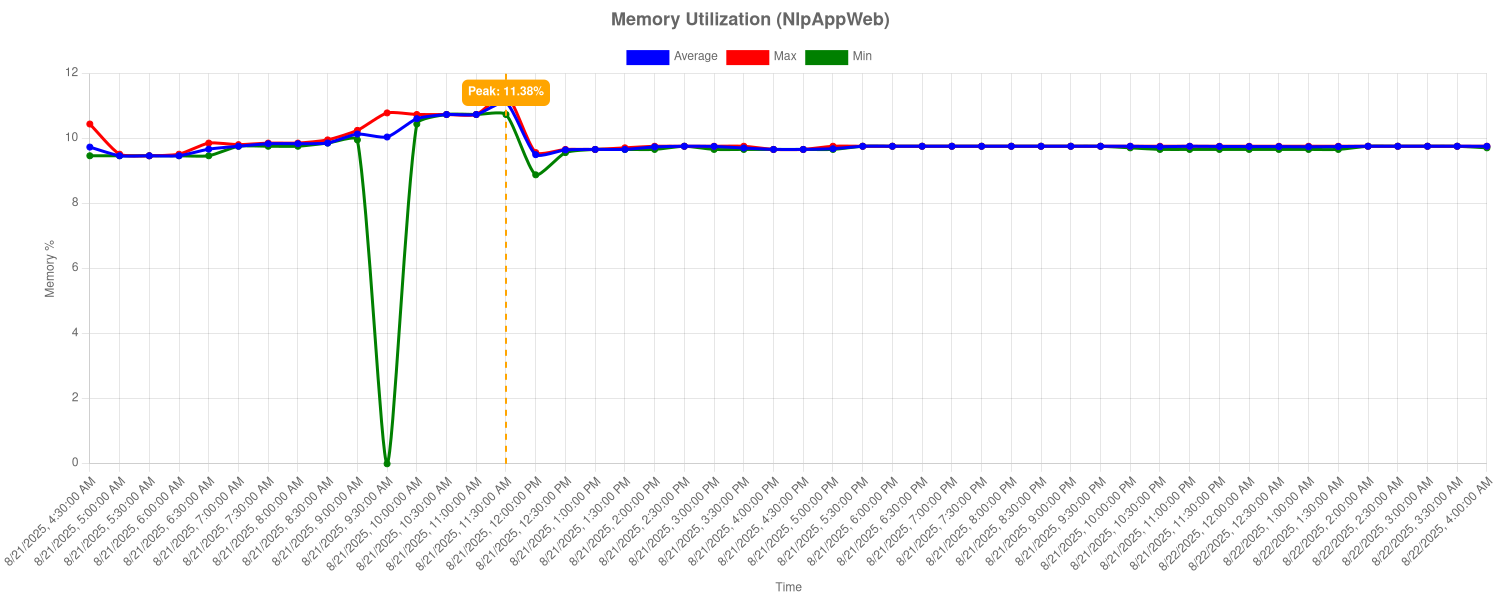 Memory Utilization (NlpAppWeb)
Average Max Min
12
10
8
6
4
2
0
Memory %
Peak: 11.38%
8/21/2025, 4:30:00 AM
8/21/2025, 5:00:00 AM
8/21/2025, 5:30:00 AM
8/21/2025, 6:00:00 AM
8/21/2025, 6:30:00 AM
8/21/2025, 7:00:00 AM
8/21/2025, 7:30:00 AM
8/21/2025, 8:00:00 AM
8/21/2025, 8:30:00 AM
8/21/2025, 9:00:00 AM
8/21/2025, 9:30:00 AM
8/21/2025, 10:00:00 AM
8/21/2025, 10:30:00 AM
8/21/2025, 11:00:00 AM
8/21/2025, 11:30:00 AM
8/21/2025, 12:00:00 PM
8/21/2025, 12:30:00 PM
8/21/2025, 1:00:00 PM
8/21/2025, 1:30:00 PM
8/21/2025, 2:00:00 PM
8/21/2025, 2:30:00 PM
8/21/2025, 3:00:00 PM
8/21/2025, 3:30:00 PM
8/21/2025, 4:00:00 PM
8/21/2025, 4:30:00 PM
8/21/2025, 5:00:00 PM
8/21/2025, 5:30:00 PM
8/21/2025, 6:00:00 PM
8/21/2025, 6:30:00 PM
8/21/2025, 7:00:00 PM
8/21/2025, 7:30:00 PM
8/21/2025, 8:00:00 PM
8/21/2025, 8:30:00 PM
8/21/2025, 9:00:00 PM
8/21/2025, 9:30:00 PM
8/21/2025, 10:00:00 PM
8/21/2025, 10:30:00 PM
8/21/2025, 11:00:00 PM
8/21/2025, 11:30:00 PM
8/22/2025, 12:00:00 AM
8/22/2025, 12:30:00 AM
8/22/2025, 1:00:00 AM
8/22/2025, 1:30:00 AM
8/22/2025, 2:00:00 AM
8/22/2025, 2:30:00 AM
8/22/2025, 3:00:00 AM
8/22/2025, 3:30:00 AM
8/22/2025, 4:00:00 AM
Time